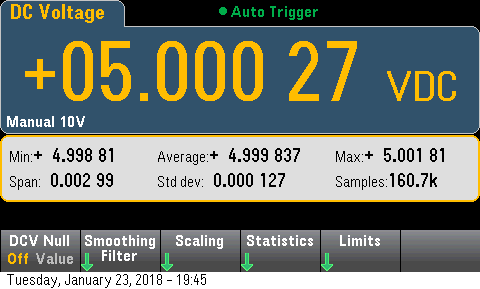 DC Voltage
Auto Trigger
+05.000 27 VDC
Manual 10V
Min:+ 4.998 81 Average:+ 4.999 837 Max:+ 5.001 81
Span: 0.002 99 Std dev: 0.000 127 Samples:160.7k
DCV Null Smoothing Scaling Statistics Limits
Off Value Filter
Tuesday, January 23, 2018 - 19:45